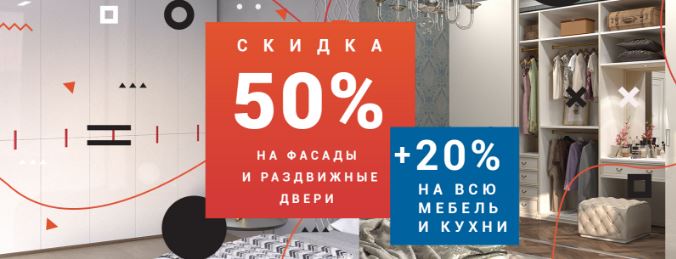 СКИДКА
50%
НА ФАСАДЫ
И РАЗДВИЖНЫЕ
ДВЕРИ
+20%
НА ВСЮ
МЕБЕЛЬ
И КУХНИ